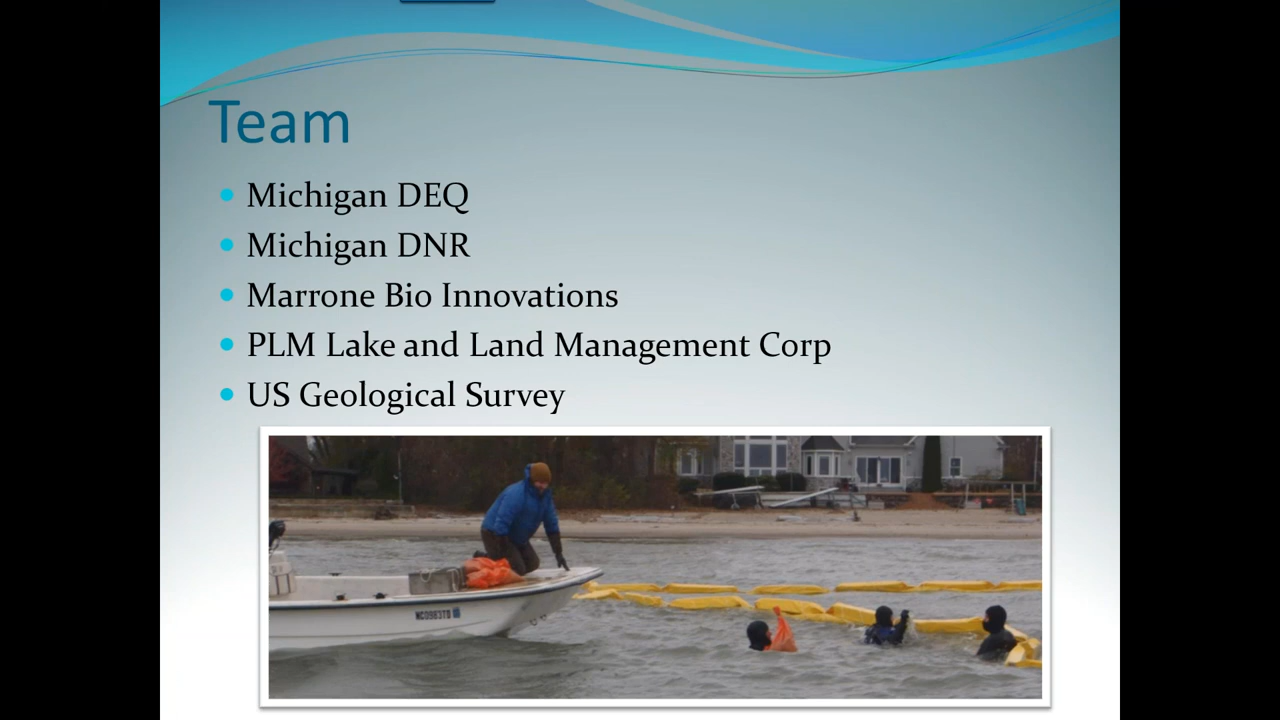 Team
Michigan DEQ
Michigan DNR
Marrone Bio Innovations
PLM Lake and Land Management Corp
US Geological Survey